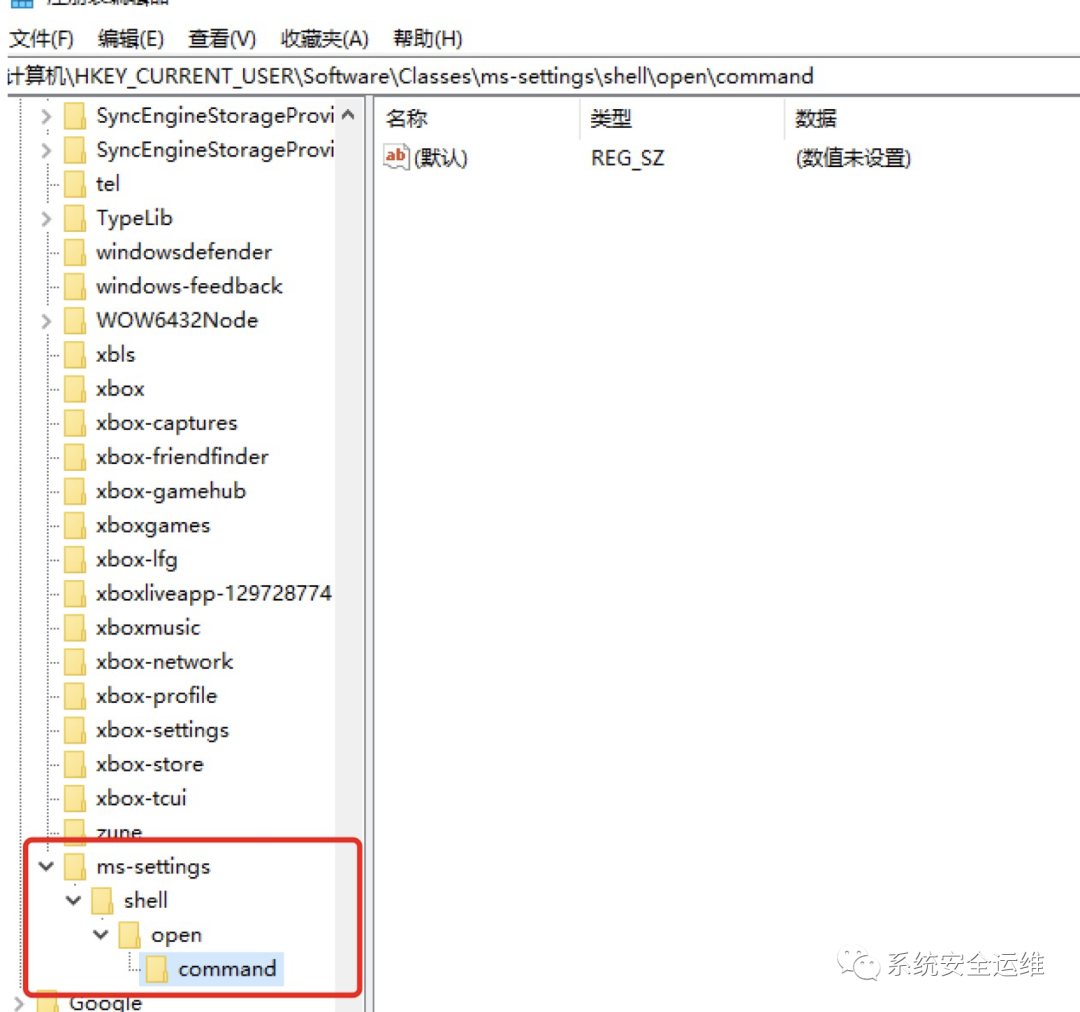 文件(F) 编辑(E) 查看(V) 收藏夹(A) 帮助(H)
计算机\HKEY_CURRENT_USER\Software\Classes\ms-settings\shell\open\command
名称 类型 数据
ab (默认) REG_SZ (数值未设置)
SyncEngineStorageProvi
SyncEngineStorageProvi
tel
TypeLib
windowsdefender
windows-feedback
WOW6432Node
xbls
xbox
xbox-captures
xbox-friendfinder
xbox-gamehub
xboxgames
xbox-lfg
xboxliveapp-129728774
xboxmusic
xbox-network
xbox-profile
xbox-settings
xbox-store
xbox-tcui
zune
ms-settings
shell
open
command
Google
系统安全运维